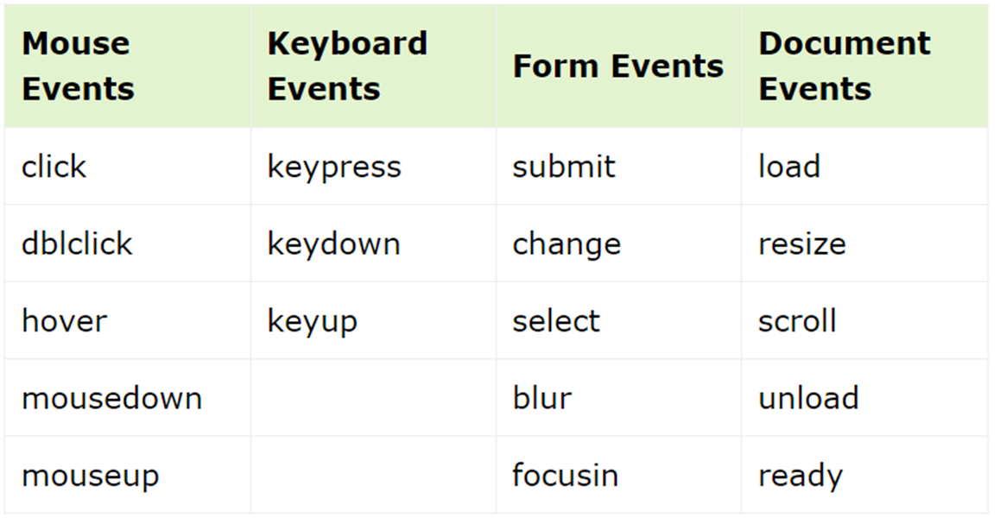 Mouse Events
Keyboard Events
Form Events
Document Events
click keypress submit load
dblclick keydown change resize
hover keyup select scroll
mousedown blur unload
mouseup focusin ready